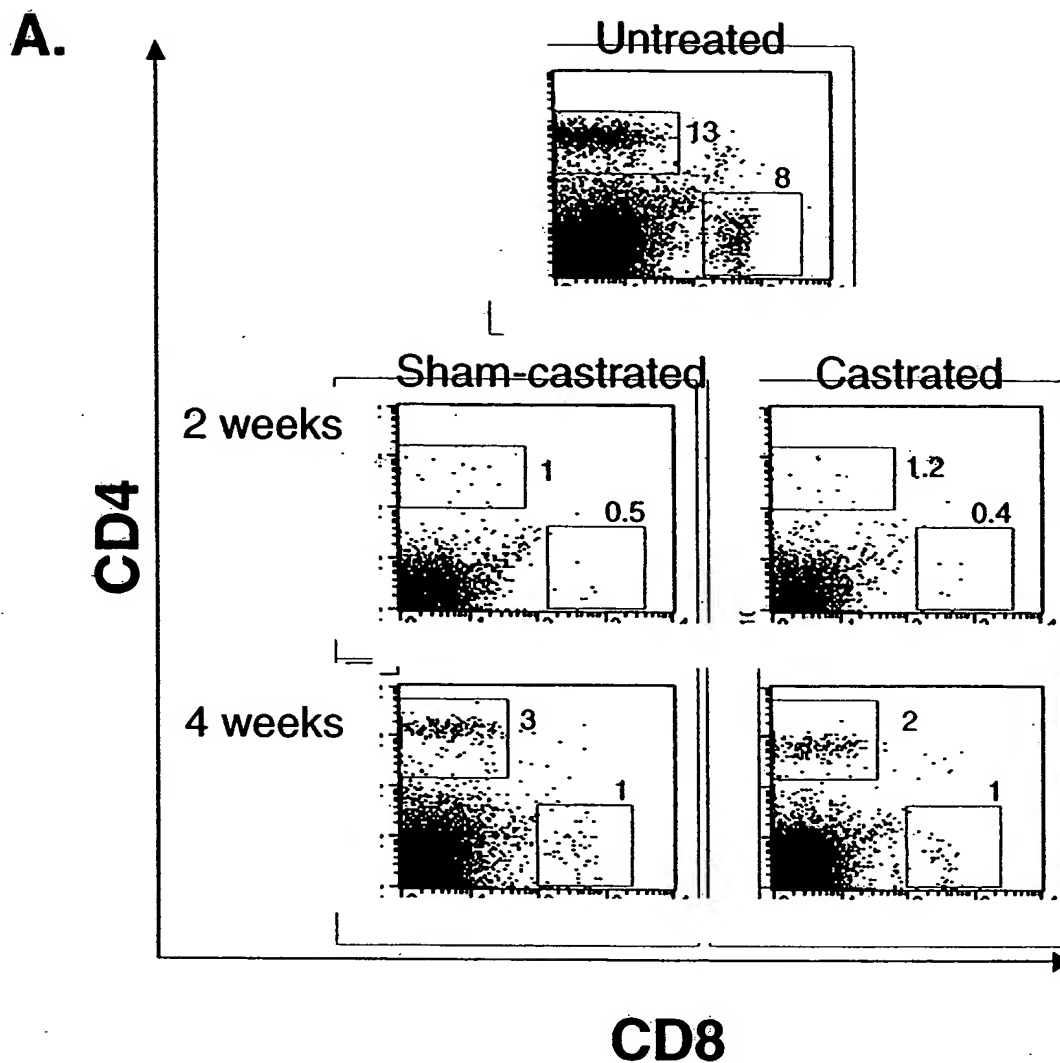 A.
Untreated
13
8
Sham-castrated
Castrated
2 weeks
1
1.2
0.5
0.4
CD4
4 weeks
3
2
1
1
CD8